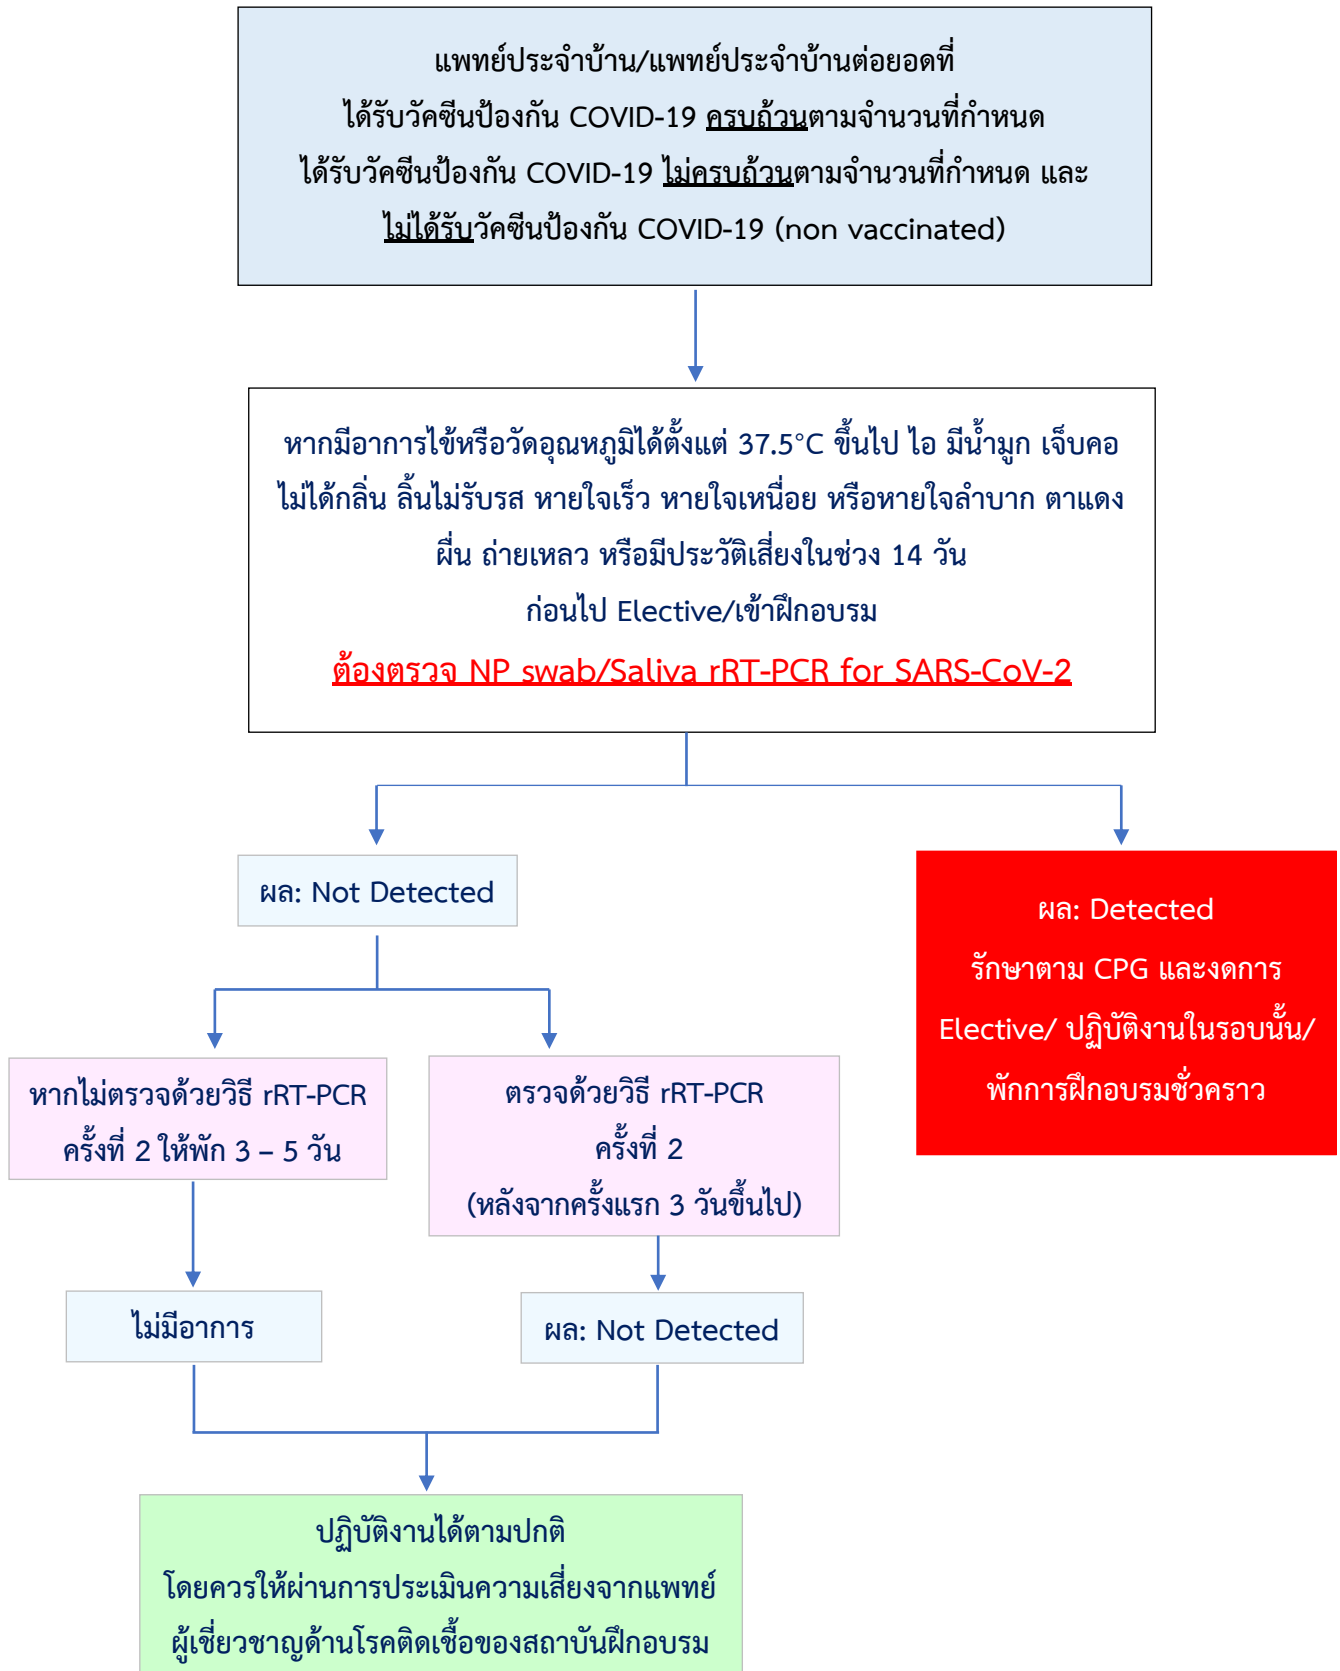 แพทย์ประจำบ้าน/แพทย์ประจำบ้านต่อยอดที่
ได้รับวัคซีนป้องกัน COVID-19 ครบถ้วนตามจำนวนที่กำหนด
ได้รับวัคซีนป้องกัน COVID-19 ไม่ครบถ้วนตามจำนวนที่กำหนด และ
ไม่ได้รับวัคซีนป้องกัน COVID-19 (non vaccinated)
หากมีอาการไข้หรือวัดอุณหภูมิได้ตั้งแต่ 37.5°C ขึ้นไป ไอ มีน้ำมูก เจ็บคอ
ไม่ได้กลิ่น ลิ้นไม่รับรส หายใจเร็ว หายใจเหนื่อย หรือหายใจลำบาก ตาแดง
ผื่น ถ่ายเหลว หรือมีประวัติเสี่ยงในช่วง 14 วัน
ก่อนไป Elective/เข้าฝึกอบรม
ต้องตรวจ NP swab/Saliva rRT-PCR for SARS-CoV-2
ผล: Not Detected
ผล: Detected
รักษาตาม CPG และงดการ
Elective/ ปฏิบัติงานในรอบนั้น/
พักการฝึกอบรมชั่วคราว
หากไม่ตรวจด้วยวิธี rRT-PCR
ครั้งที่ 2 ให้พัก 3 – 5 วัน
ตรวจด้วยวิธี rRT-PCR
ครั้งที่ 2
(หลังจากครั้งแรก 3 วันขึ้นไป)
ไม่มีอาการ
ผล: Not Detected
ปฏิบัติงานได้ตามปกติ
โดยควรให้ผ่านการประเมินความเสี่ยงจากแพทย์
ผู้เชี่ยวชาญด้านโรคติดเชื้อของสถาบันฝึกอบรม